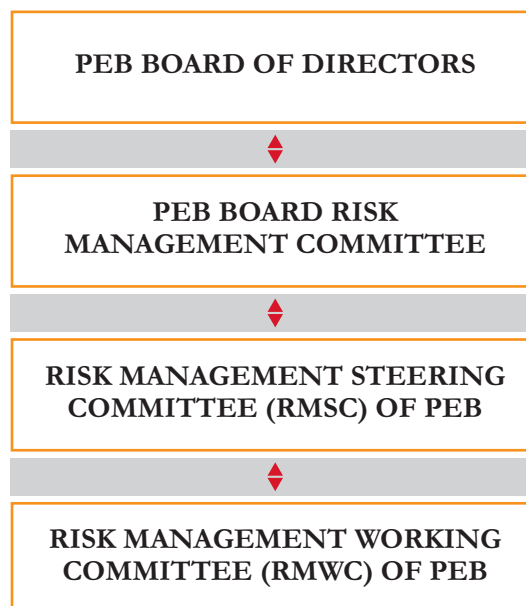 PEB BOARD OF DIRECTORS
PEB BOARD RISK
MANAGEMENT COMMITTEE
RISK MANAGEMENT STEERING
COMMITTEE (RMSC) OF PEB
RISK MANAGEMENT WORKING
COMMITTEE (RMWC) OF PEB